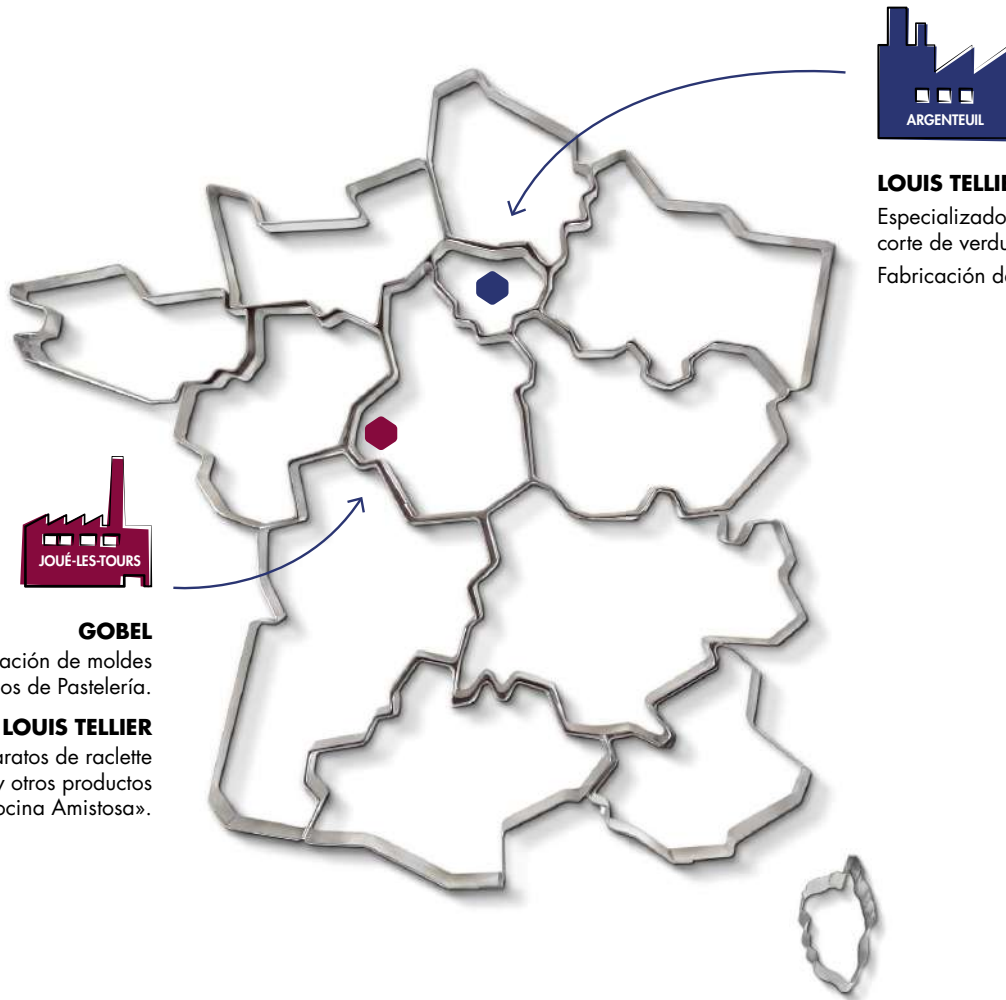 ARGENTEUIL
LOUIS TELLI
Especializado
corte de verdu
Fabricación de
JOUÉ-LES-TOURS
GOBEL
ación de moldes
os de Pastelería.
LOUIS TELLIER
aratos de raclette
y otros productos
ocina Amistosa».